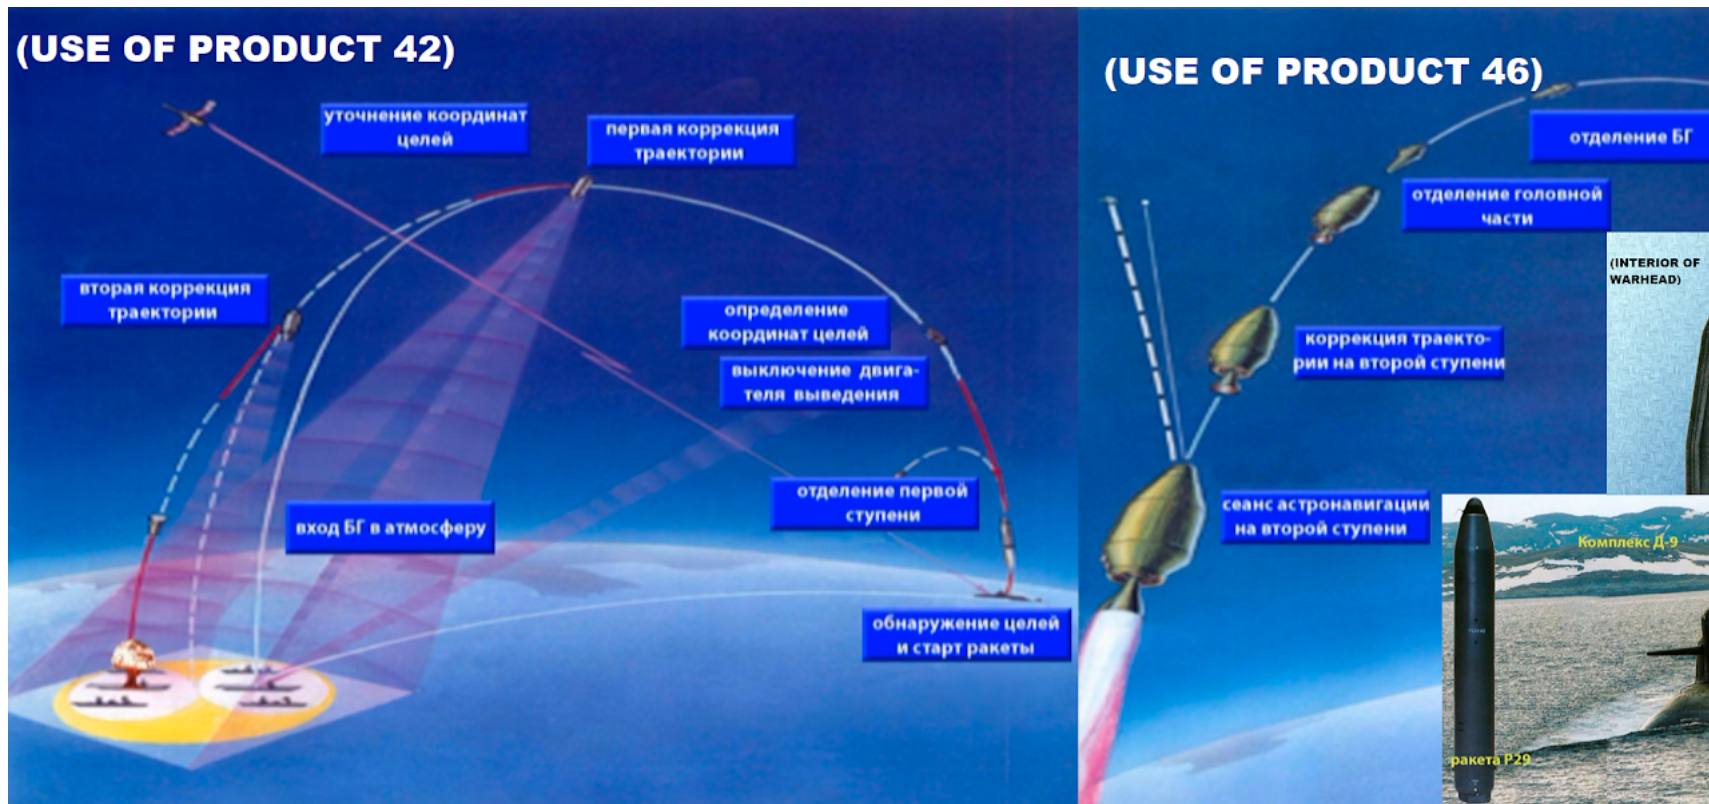 (USE OF PRODUCT 42)
уточнение координат
целей
первая коррекция
траектории
вторая коррекция
траектории
определение
координат целей
выключение двига-
теля выведения
отделение первой
ступени
вход БГ в атмосферу
обнаружение целей
и старт ракеты
(USE OF PRODUCT 46)
отделение БГ
отделение головной
части
(INTERIOR OF
WARHEAD)
коррекция траекто-
рии на второй ступени
сеанс астронавигации
на второй ступени
Комплекс Д-9
ракета Р29